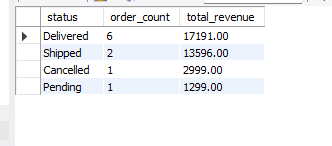 status order_count total_revenue
Delivered 6 17191.00
Shipped 2 13596.00
Cancelled 1 2999.00
Pending 1 1299.00